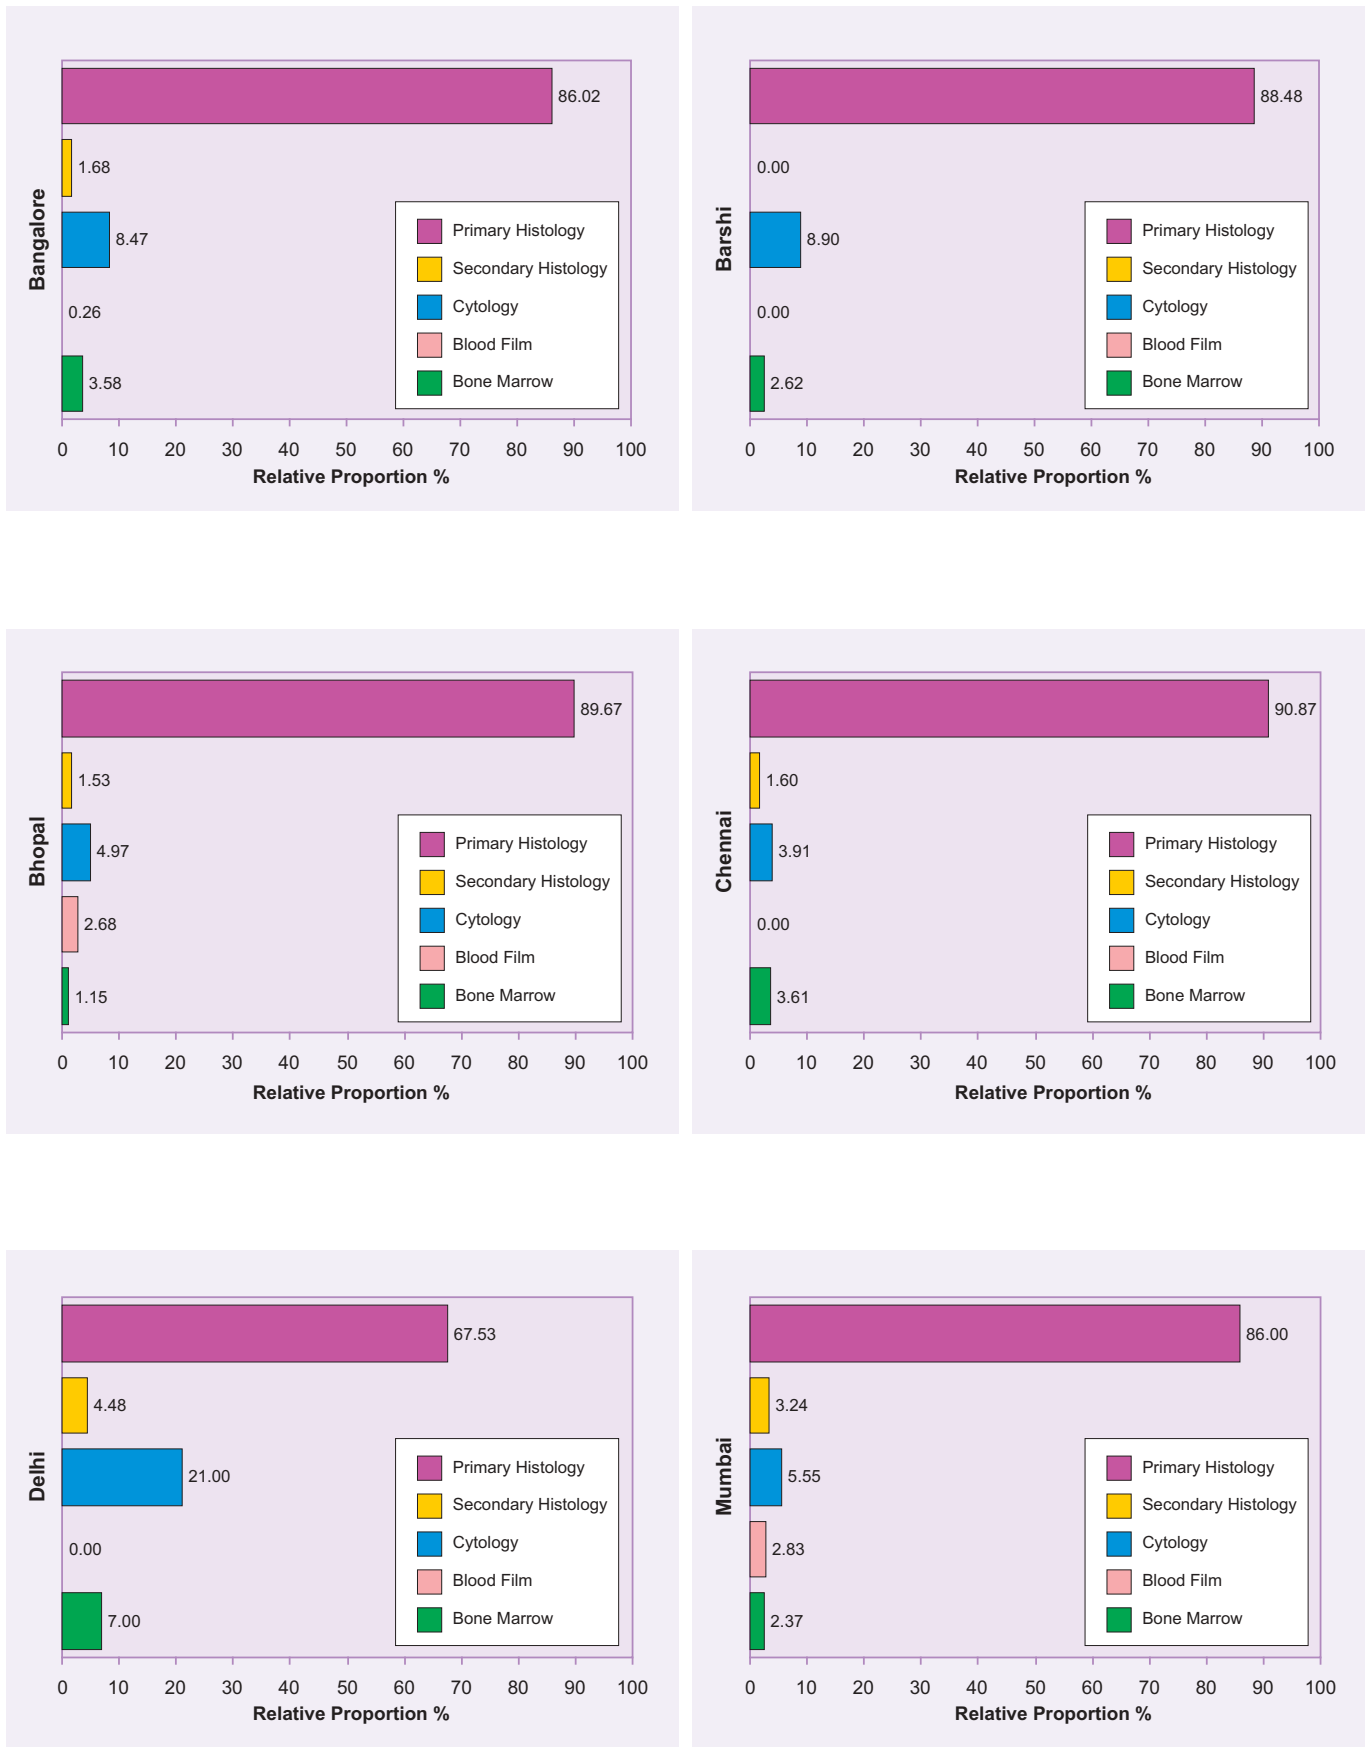 Bangalore
86.02
1.68
8.47
0.26
3.58
Primary Histology
Secondary Histology
Cytology
Blood Film
Bone Marrow
0 10 20 30 40 50 60 70 80 90 100
Relative Proportion %
Barshi
88.48
0.00
8.90
0.00
2.62
Primary Histology
Secondary Histology
Cytology
Blood Film
Bone Marrow
0 10 20 30 40 50 60 70 80 90 100
Relative Proportion %
Bhopal
89.67
1.53
4.97
2.68
1.15
Primary Histology
Secondary Histology
Cytology
Blood Film
Bone Marrow
0 10 20 30 40 50 60 70 80 90 100
Relative Proportion %
Chennai
90.87
1.60
3.91
0.00
3.61
Primary Histology
Secondary Histology
Cytology
Blood Film
Bone Marrow
0 10 20 30 40 50 60 70 80 90 100
Relative Proportion %
Delhi
67.53
4.48
21.00
0.00
7.00
Primary Histology
Secondary Histology
Cytology
Blood Film
Bone Marrow
0 10 20 30 40 50 60 70 80 90 100
Relative Proportion %
Mumbai
86.00
3.24
5.55
2.83
2.37
Primary Histology
Secondary Histology
Cytology
Blood Film
Bone Marrow
0 10 20 30 40 50 60 70 80 90 100
Relative Proportion %